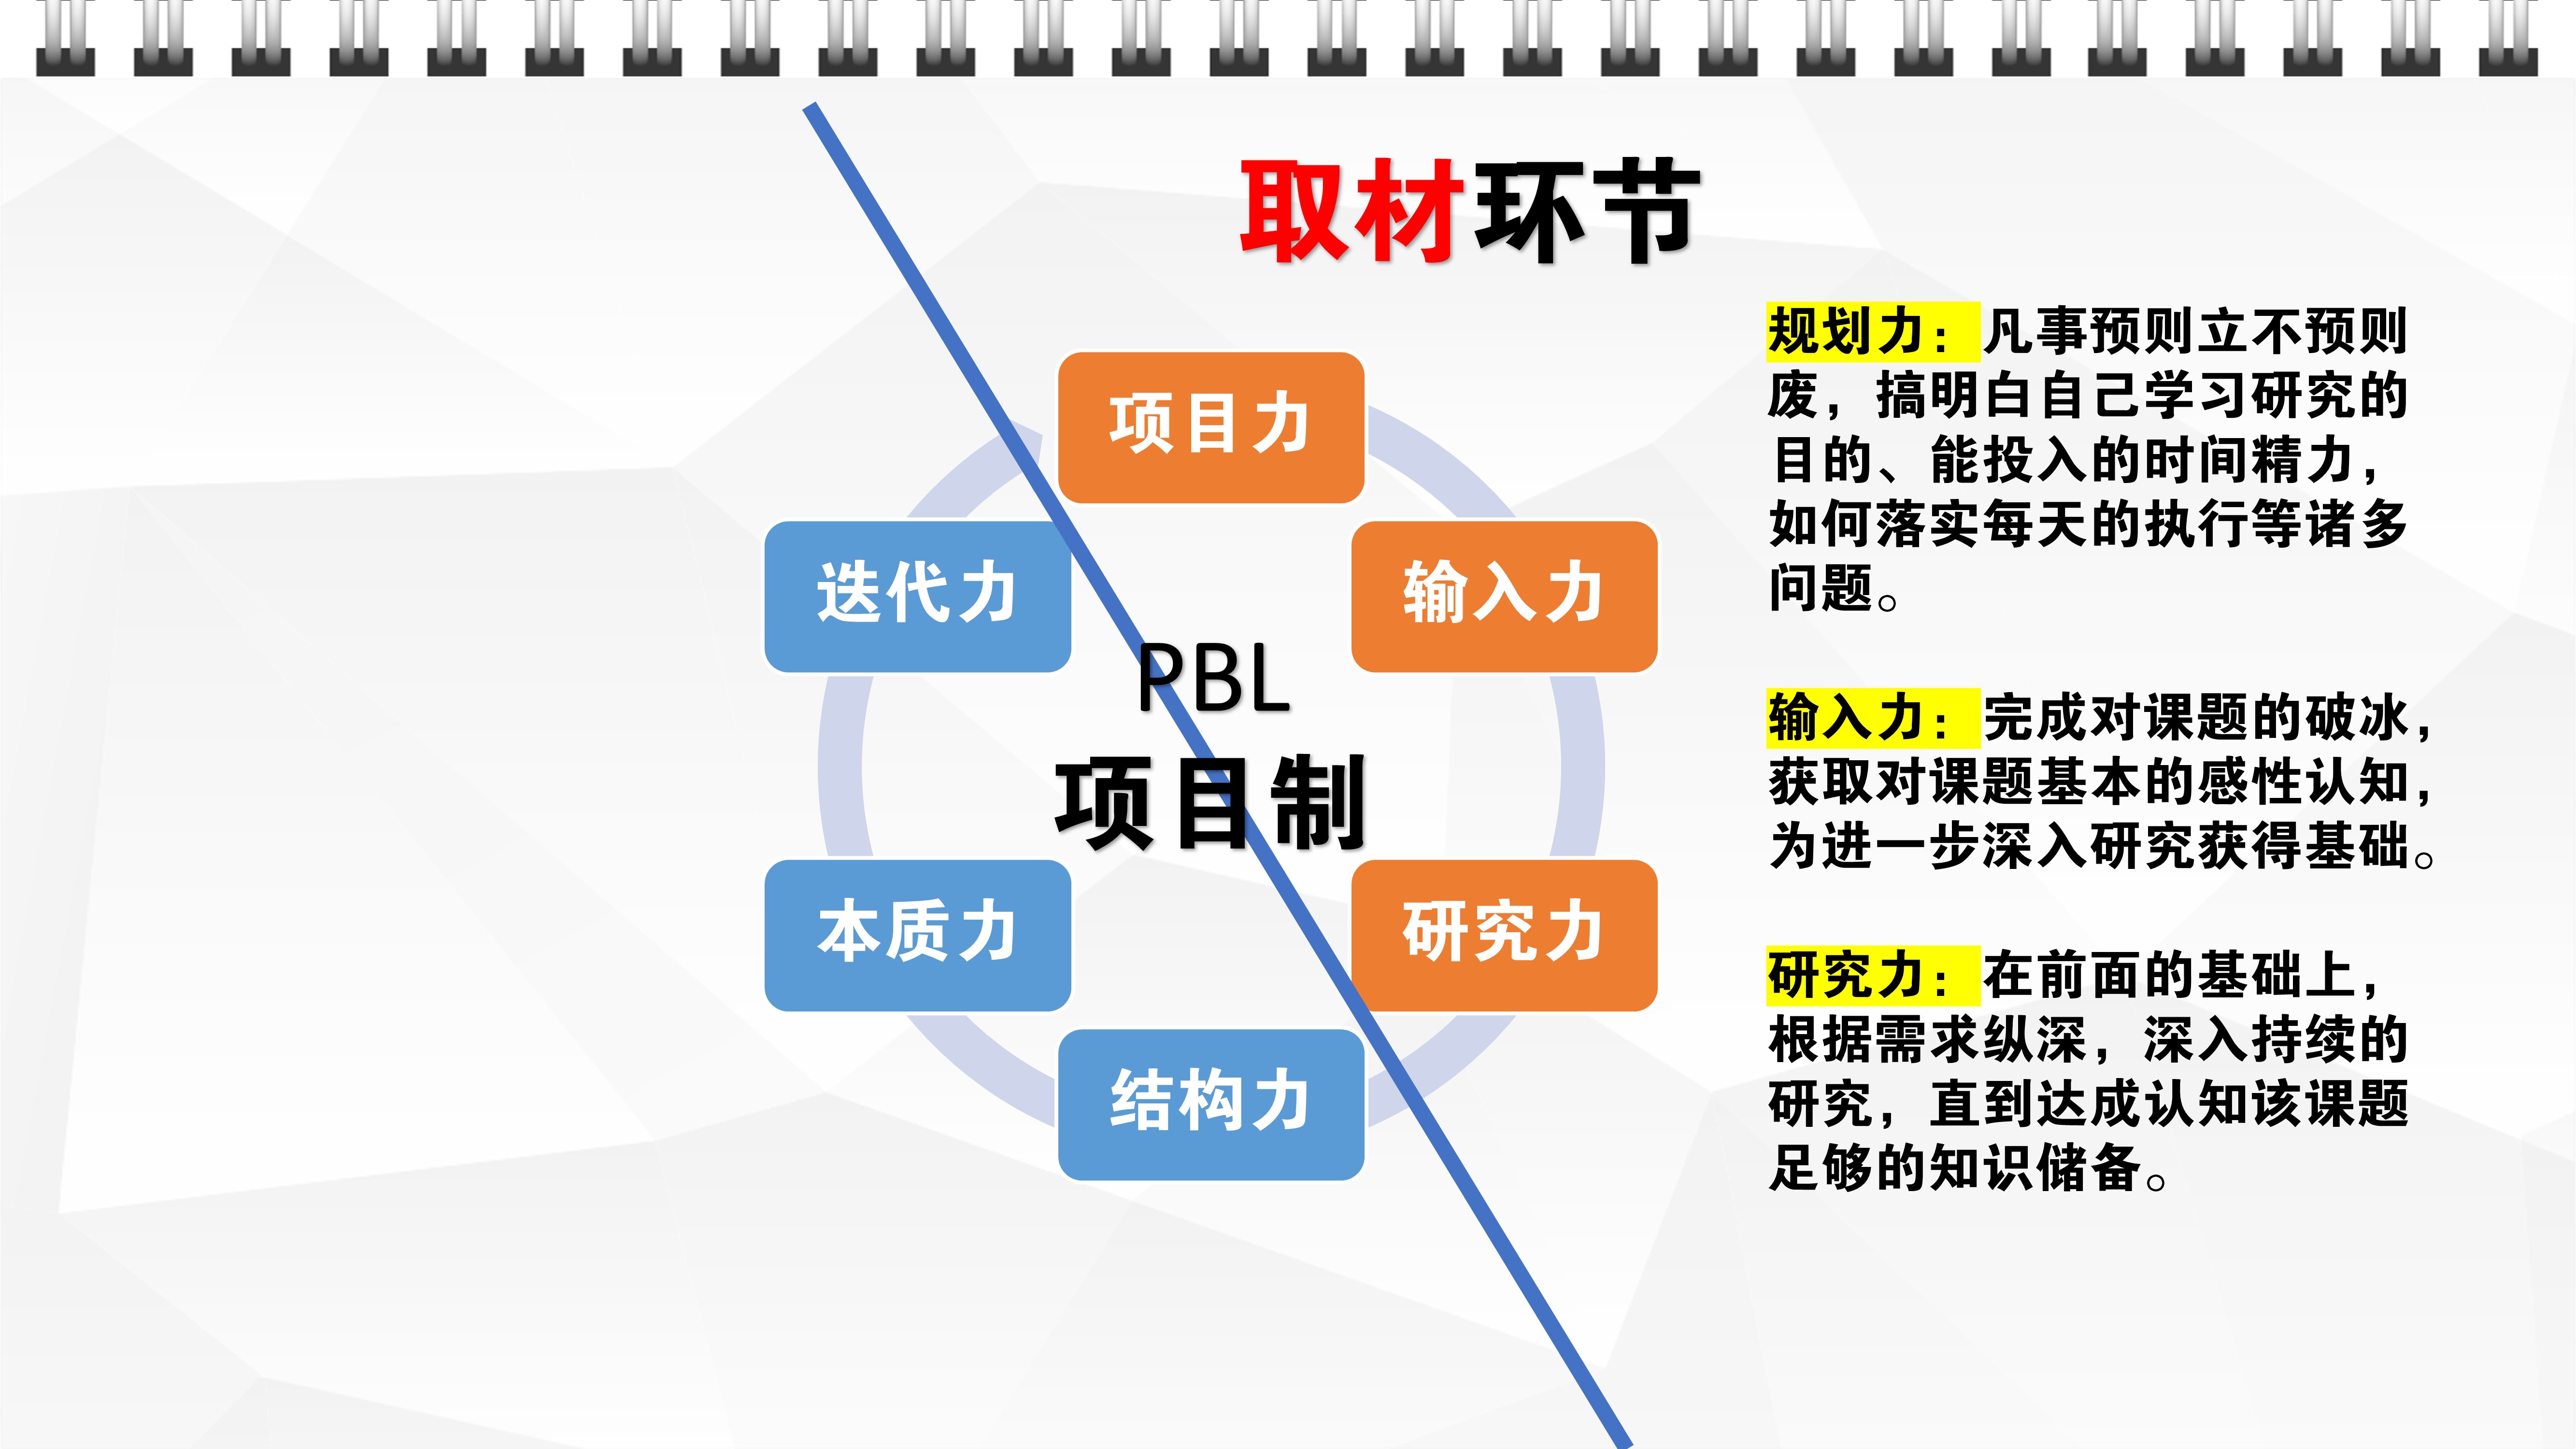 取材环节
项目力
输入力
研究力
结构力
本质力
迭代力
PBL
项目制
规划力：凡事预则立不预则
废，搞明白自己学习研究的
目的、能投入的时间精力，
如何落实每天的执行等诸多
问题。
输入力：完成对课题的破冰，
获取对课题基本的感性认知，
为进一步深入研究获得基础。
研究力：在前面的基础上，
根据需求纵深，深入持续的
研究，直到达成认知该课题
足够的知识储备。